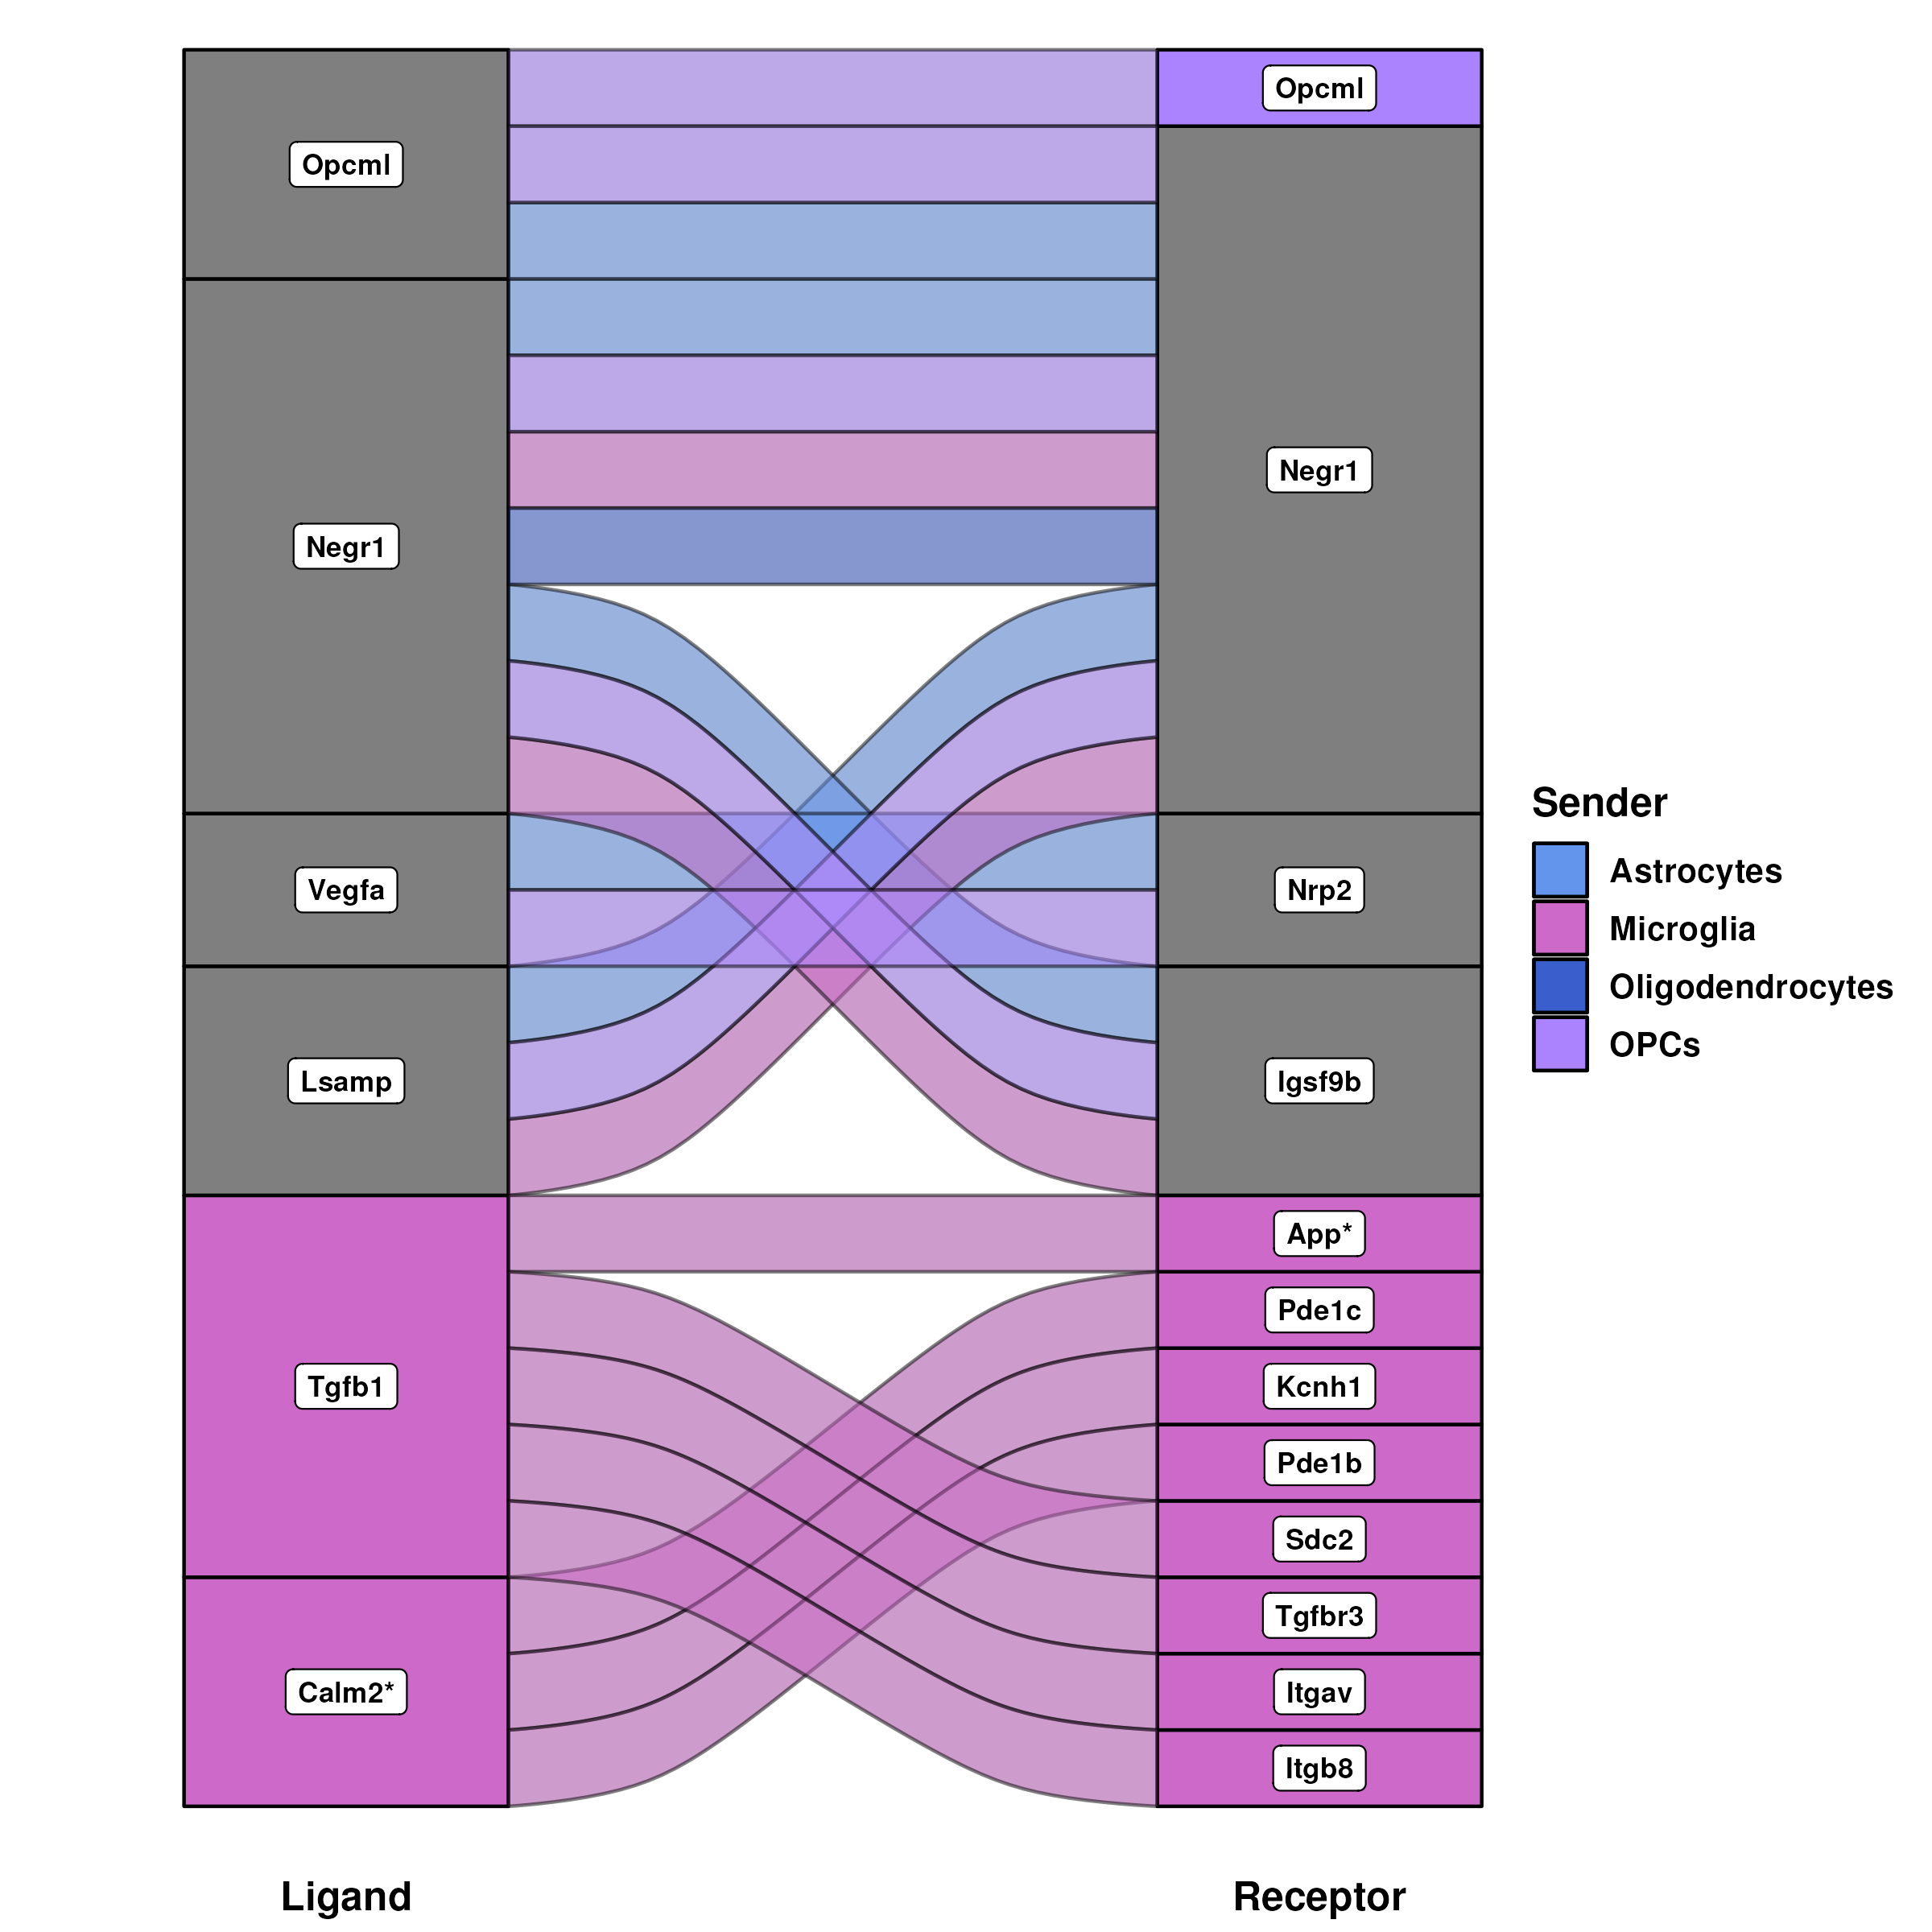 Opcml
Negr1
Vegfa
Lsamp
Tgfb1
Calm2*
Opcml
Negr1
Nrp2
Igsf9b
App*
Pde1c
Kcnh1
Pde1b
Sdc2
Tgfbr3
Itgav
Itgb8
Sender
Astrocytes
Microglia
Oligodendrocytes
OPCs
Ligand
Receptor